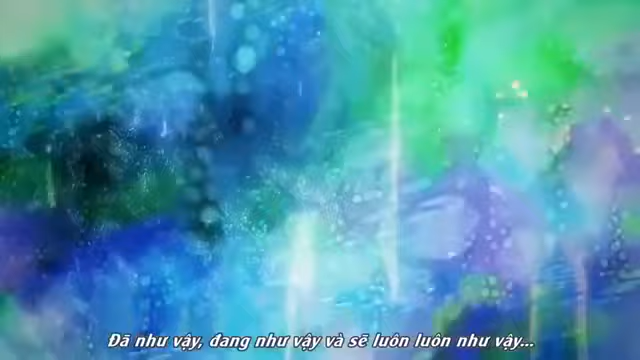 Đã như vậy, đang như vậy và sẽ luôn luôn như vậy...